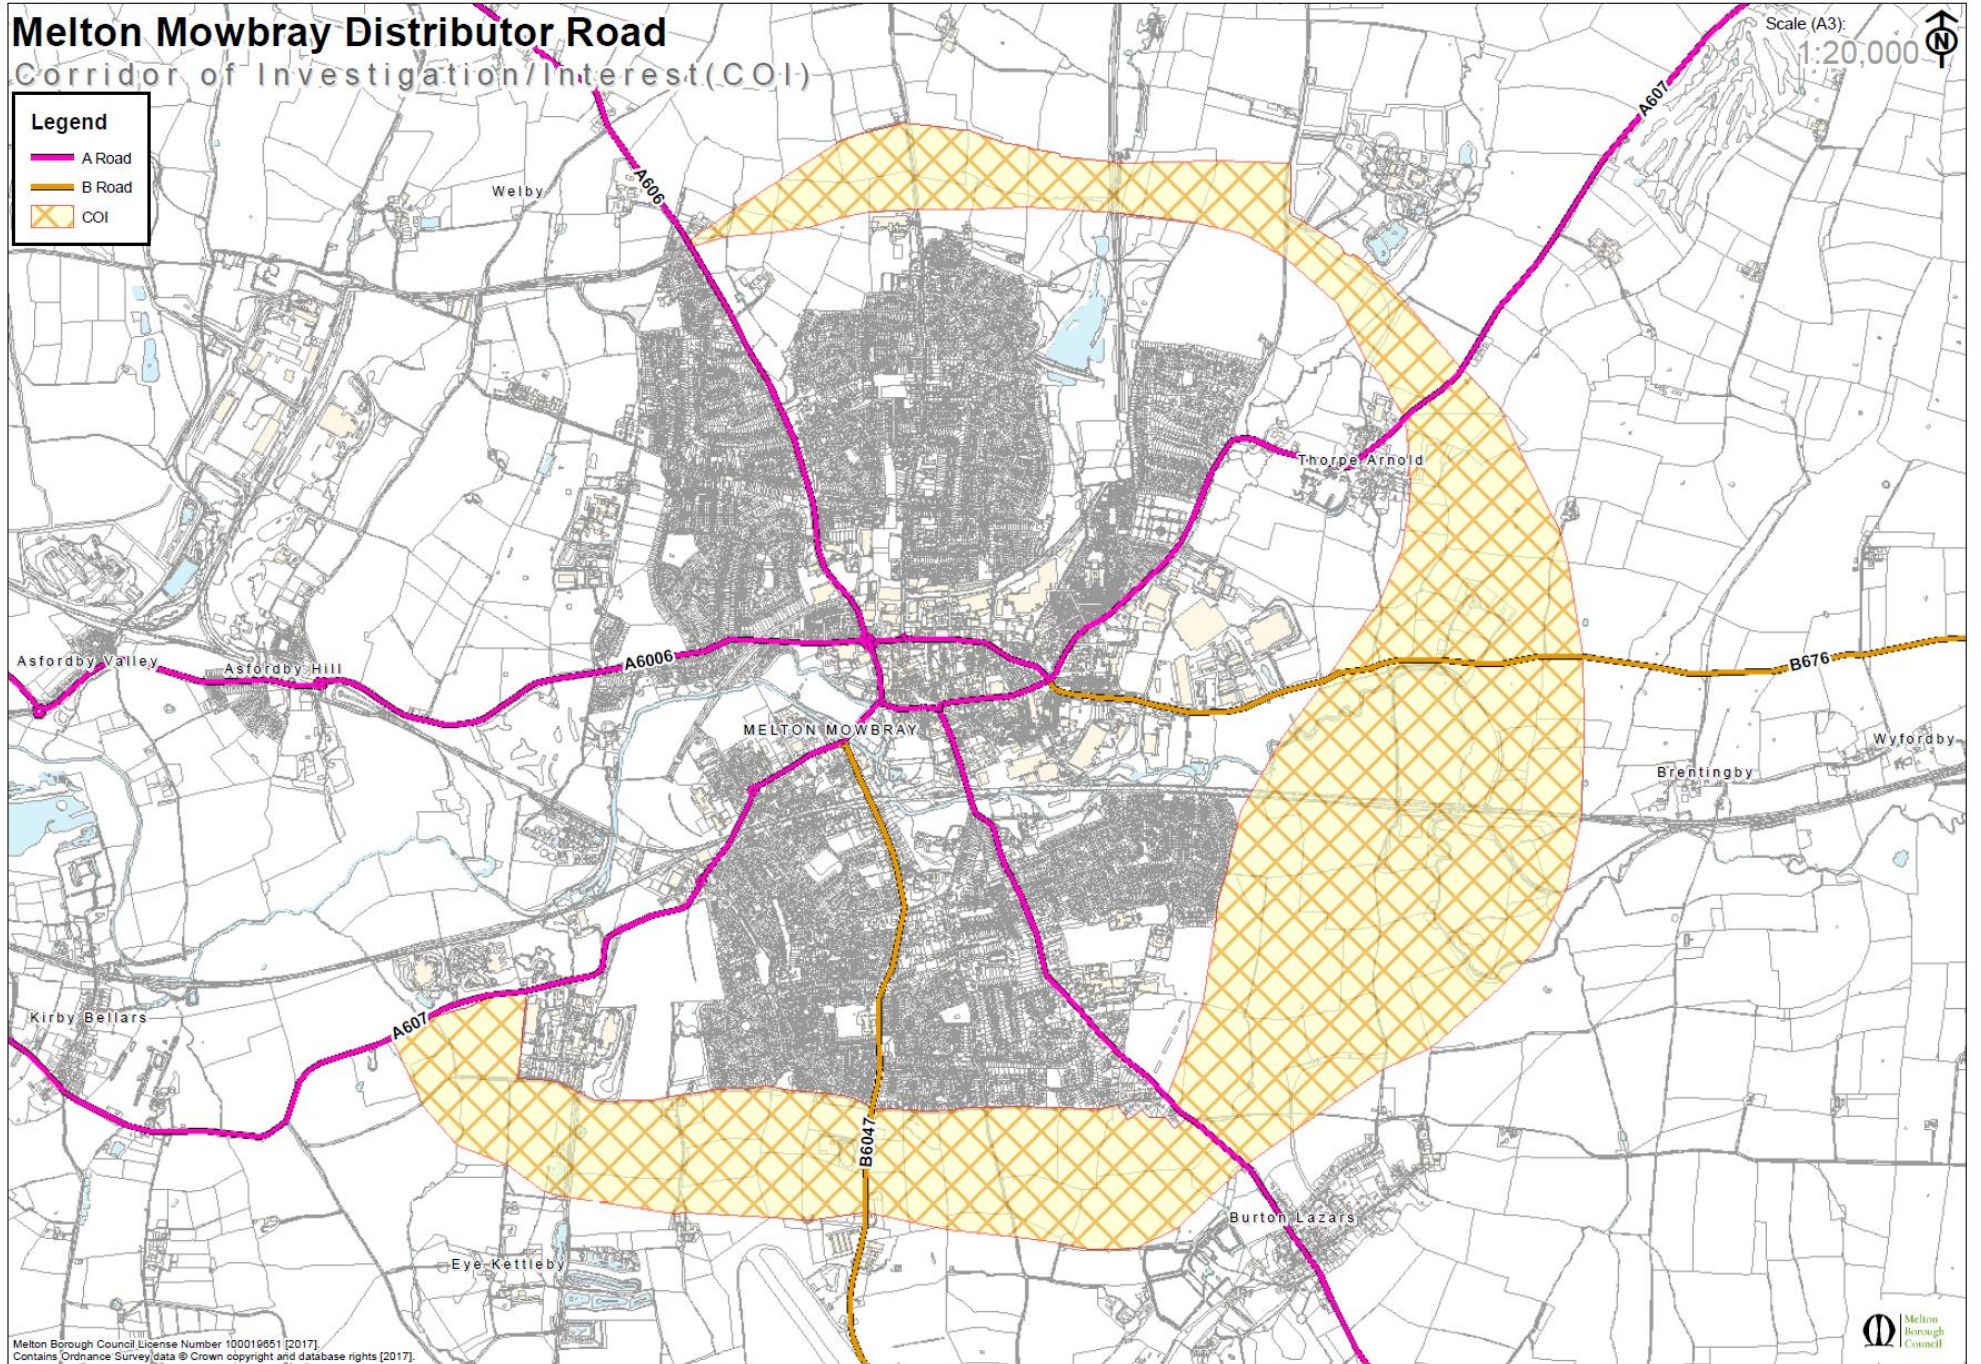 Melton Mowbray Distributor Road
Corridor of Investigation/Interest(COI)
Scale (A3):
1:20,000
N
Legend
A Road
B Road
COI
A607
A606
Welby
Thorpe Arnold
Asfordby Valley
Asfordby Hill
A6006
B676
MELTON MOWBRAY
Wyfordby
Brentingby
Kirby Bellars
A607
B6047
Burton Lazars
Eye Kettleby
Melton Borough Council License Number 100019651 [2017].
Contains Ordnance Survey data © Crown copyright and database rights [2017].
Melton
Borough
Council